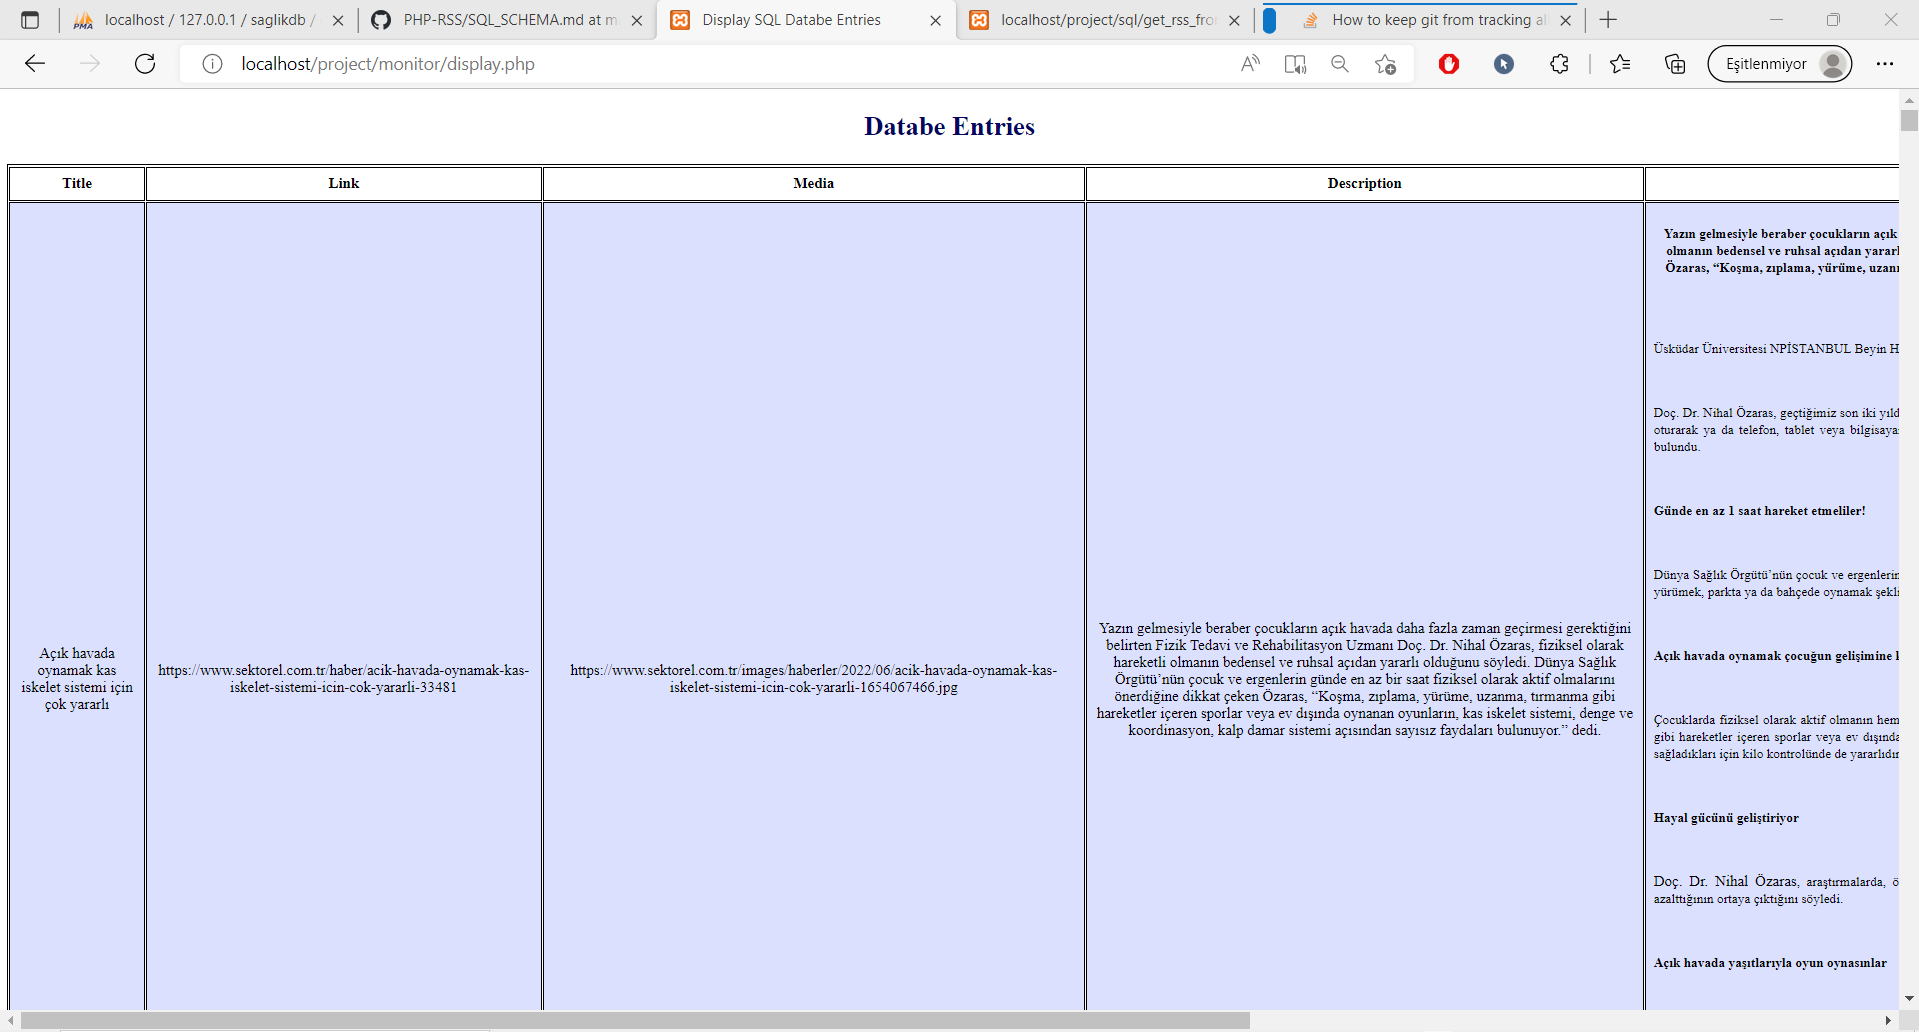 localhost / 127.0.0.1 / saglikdb /
PHP-RSS/SQL_SCHEMA.md at m
Display SQL Databe Entries
localhost/project/sql/get_rss_fro
How to keep git from tracking al
localhost/project/monitor/display.php
Eşitlenmiyor
Databe Entries
Title
Link
Media
Description
Açık havada
oynamak kas
iskelet sistemi için
çok yararlı
https://www.sektorel.com.tr/haber/acik-havada-oynamak-kas-
iskelet-sistemi-icin-cok-yararli-33481
https://www.sektorel.com.tr/images/haberler/2022/06/acik-havada-oynamak-kas-
iskelet-sistemi-icin-cok-yararli-1654067466.jpg
Yazın gelmesiyle beraber çocukların açık havada daha fazla zaman geçirmesi gerektiğini
belirten Fizik Tedavi ve Rehabilitasyon Uzmanı Doç. Dr. Nihal Özaras, fiziksel olarak
hareketli olmanın bedensel ve ruhsal açıdan yararlı olduğunu söyledi. Dünya Sağlık
Örgütü’nün çocuk ve ergenlerin günde en az bir saat fiziksel olarak aktif olmalarını
önerdiğine dikkat çeken Özaras, “Koşma, zıplama, yürüme, uzanma, tırmanma gibi
hareketler içeren sporlar veya ev dışında oynanan oyunların, kas iskelet sistemi, denge ve
koordinasyon, kalp damar sistemi açısından sayısız faydaları bulunuyor.” dedi.
Yazın gelmesiyle beraber çocukların açık
olmanın bedensel ve ruhsal açıdan yararl
Özaras, “Koşma, zıplama, yürüme, uzanı
Üsküdar Üniversitesi NPİSTANBUL Beyin H
Doç. Dr. Nihal Özaras, geçtiğimiz son iki yıld
oturarak ya da telefon, tablet veya bilgisaya
bulundu.
Günde en az 1 saat hareket etmeliler!
Dünya Sağlık Örgütü’nün çocuk ve ergenlerin
yürümek, parkta ya da bahçede oynamak şekli
Açık havada oynamak çocuğun gelişimine k
Çocuklarda fiziksel olarak aktif olmanın hem
gibi hareketler içeren sporlar veya ev dışında
sağladıkları için kilo kontrolünde de yararlıdır
Hayal gücünü geliştiriyor
Doç. Dr. Nihal Özaras, araştırmalarda, ö
azalttığının ortaya çıktığını söyledi.
Açık havada yaşıtlarıyla oyun oynasınlar